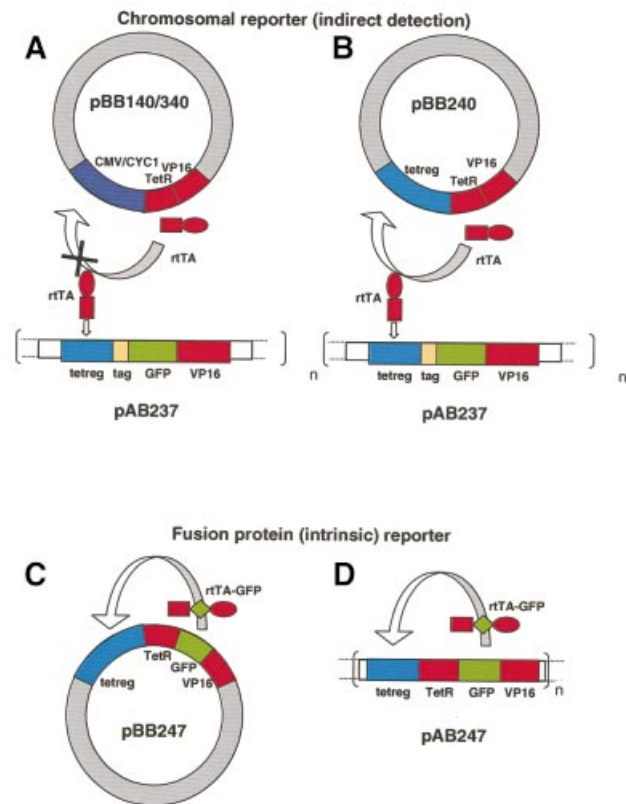 Chromosomal reporter (indirect detection)
A
pBB140/340
CMV/CYC1
VP16
TetR
rtTA
rtTA
tetreg tag GFP VP16
n
pAB237
B
pBB240
tetreg
VP16
TetR
rtTA
rtTA
tetreg tag GFP VP16
n
pAB237
Fusion protein (intrinsic) reporter
C
rtTA-GFP
TetR
GFP
VP16
tetreg
pBB247
D
rtTA-GFP
tetreg TetR GFP VP16
n
pAB247